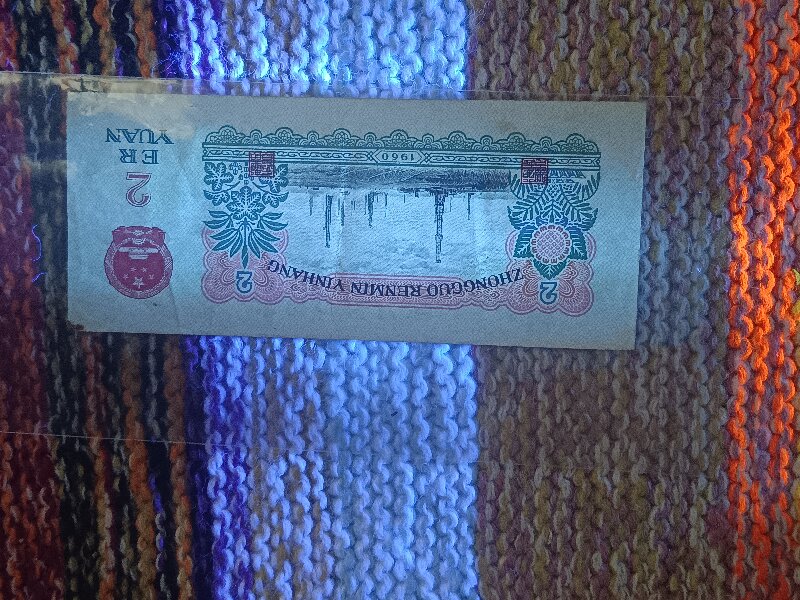 ZHONGGUO RENMIN YINHANG
2
2
1960
2
ER
YUAN